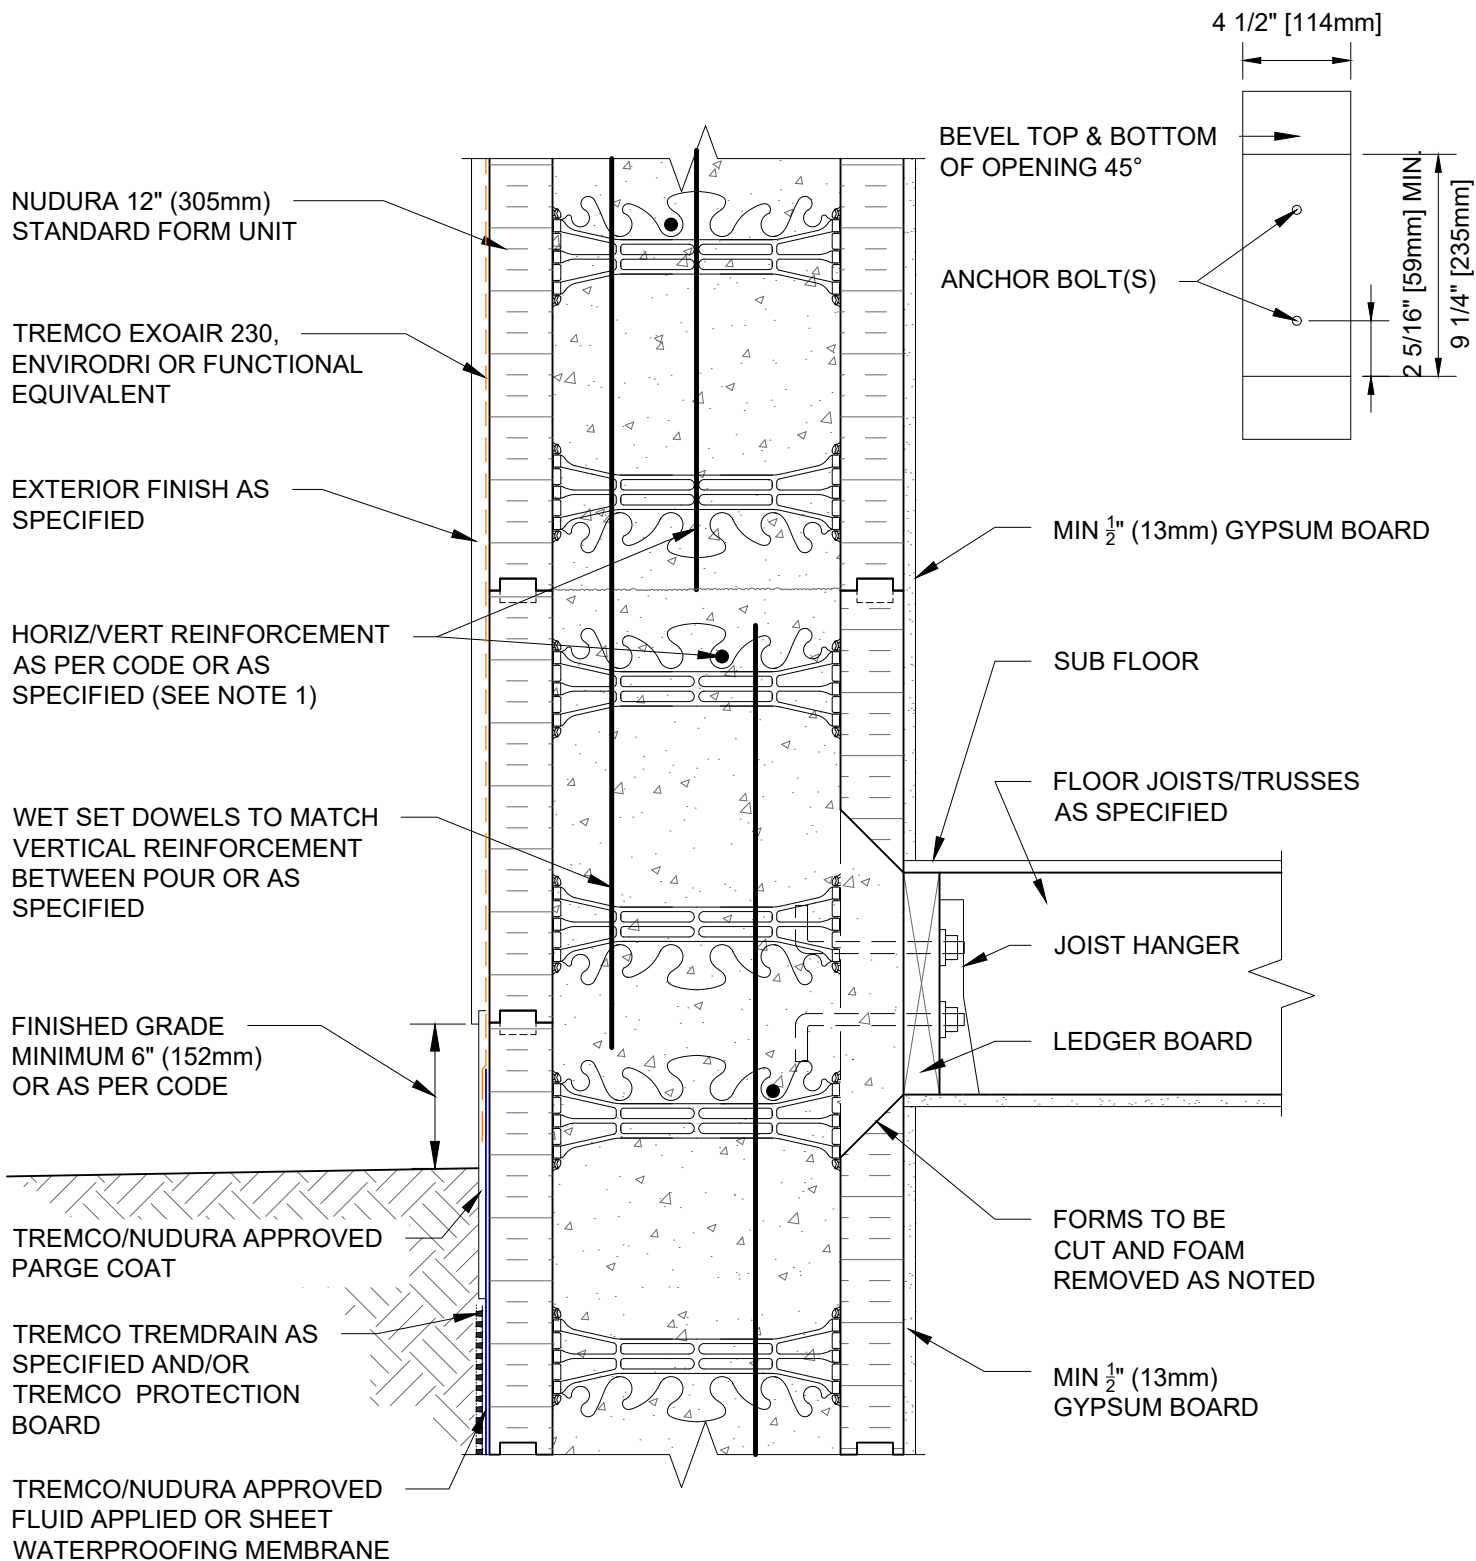 4 1/2" [114mm]
BEVEL TOP & BOTTOM
OF OPENING 45°
ANCHOR BOLT(S)
2 5/16" [59mm] MIN.
9 1/4" [235mm]
NUDURA 12" (305mm)
STANDARD FORM UNIT
TREMCO EXOAIR 230,
ENVIRODRI OR FUNCTIONAL
EQUIVALENT
EXTERIOR FINISH AS
SPECIFIED
HORIZ/VERT REINFORCEMENT
AS PER CODE OR AS
SPECIFIED (SEE NOTE 1)
WET SET DOWELS TO MATCH
VERTICAL REINFORCEMENT
BETWEEN POUR OR AS
SPECIFIED
FINISHED GRADE
MINIMUM 6" (152mm)
OR AS PER CODE
TREMCO/NUDURA APPROVED
PARGE COAT
TREMCO TREMDRAIN AS
SPECIFIED AND/OR
TREMCO PROTECTION
BOARD
TREMCO/NUDURA APPROVED
FLUID APPLIED OR SHEET
WATERPROOFING MEMBRANE
MIN 1/2" (13mm) GYPSUM BOARD
SUB FLOOR
FLOOR JOISTS/TRUSSES
AS SPECIFIED
JOIST HANGER
LEDGER BOARD
FORMS TO BE
CUT AND FOAM
REMOVED AS NOTED
MIN 1/2" (13mm)
GYPSUM BOARD